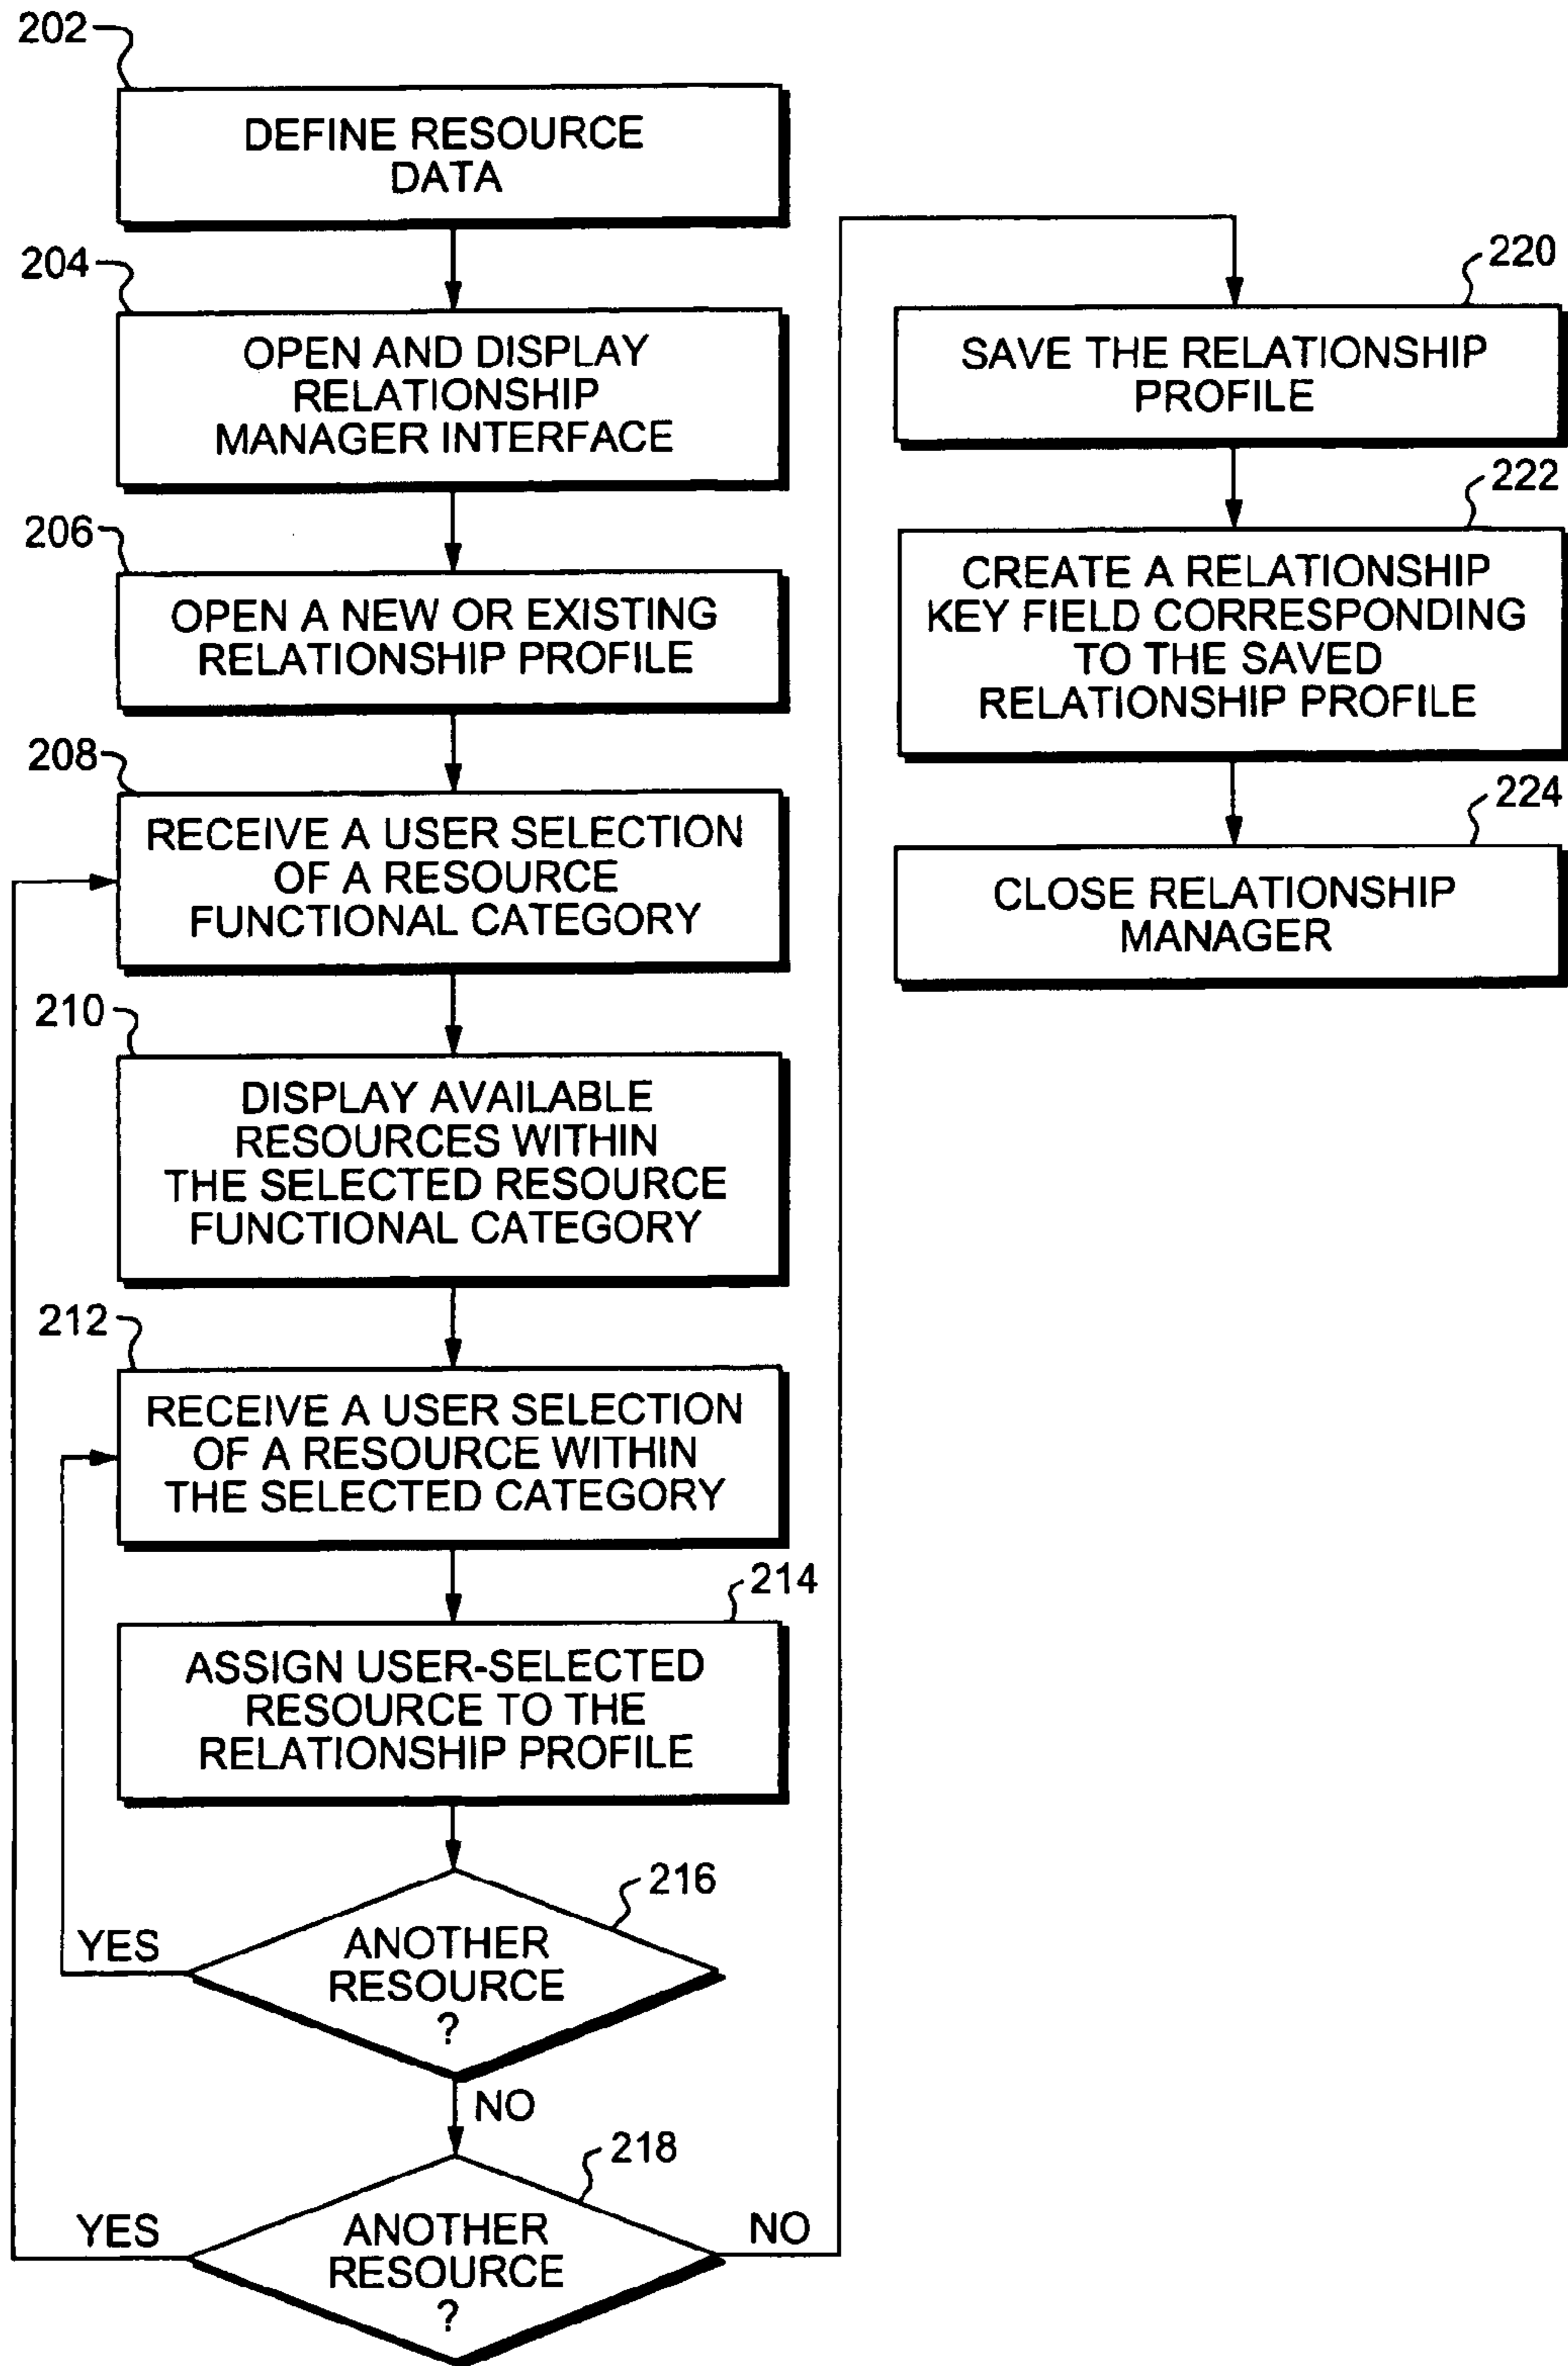 202
DEFINE RESOURCE
DATA
204
OPEN AND DISPLAY
RELATIONSHIP
MANAGER INTERFACE
206
OPEN A NEW OR EXISTING
RELATIONSHIP PROFILE
208
RECEIVE A USER SELECTION
OF A RESOURCE
FUNCTIONAL CATEGORY
210
DISPLAY AVAILABLE
RESOURCES WITHIN
THE SELECTED RESOURCE
FUNCTIONAL CATEGORY
212
RECEIVE A USER SELECTION
OF A RESOURCE WITHIN
THE SELECTED CATEGORY
214
ASSIGN USER-SELECTED
RESOURCE TO THE
RELATIONSHIP PROFILE
216
YES
ANOTHER
RESOURCE
?
NO
218
YES
ANOTHER
RESOURCE
?
NO
220
SAVE THE RELATIONSHIP
PROFILE
222
CREATE A RELATIONSHIP
KEY FIELD CORRESPONDING
TO THE SAVED
RELATIONSHIP PROFILE
224
CLOSE RELATIONSHIP
MANAGER